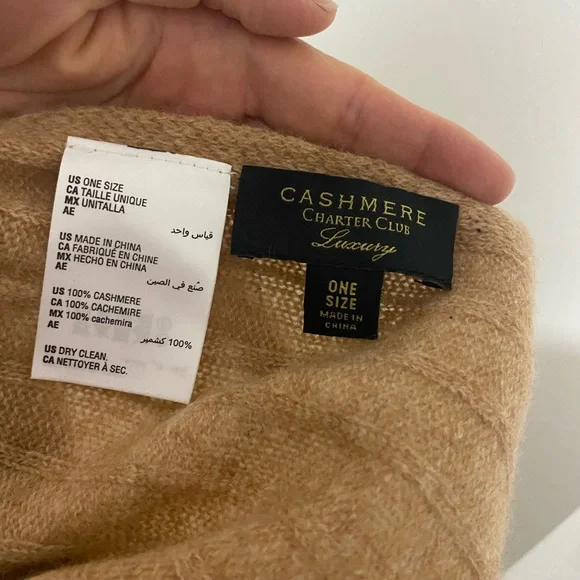 US ONE SIZE
CA TAILLE UNIQUE
MX UNITALLA
AE
قياس واحد
US MADE IN CHINA
CA FABRIQUÉ EN CHINE
MX HECHO EN CHINA
AE
صُنع في الصين
US 100% CASHMERE
CA 100% CACHEMIRE
MX 100% cachemira
AE
100% كشمير
US DRY CLEAN.
CA NETTOYER À SEC.
CASHMERE
CHARTER CLUB
Luxury
ONE
SIZE
MADE IN
CHINA